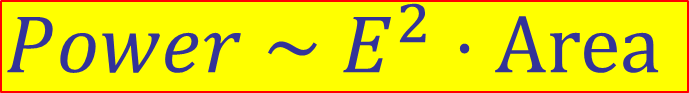 Power ~ E² · Area